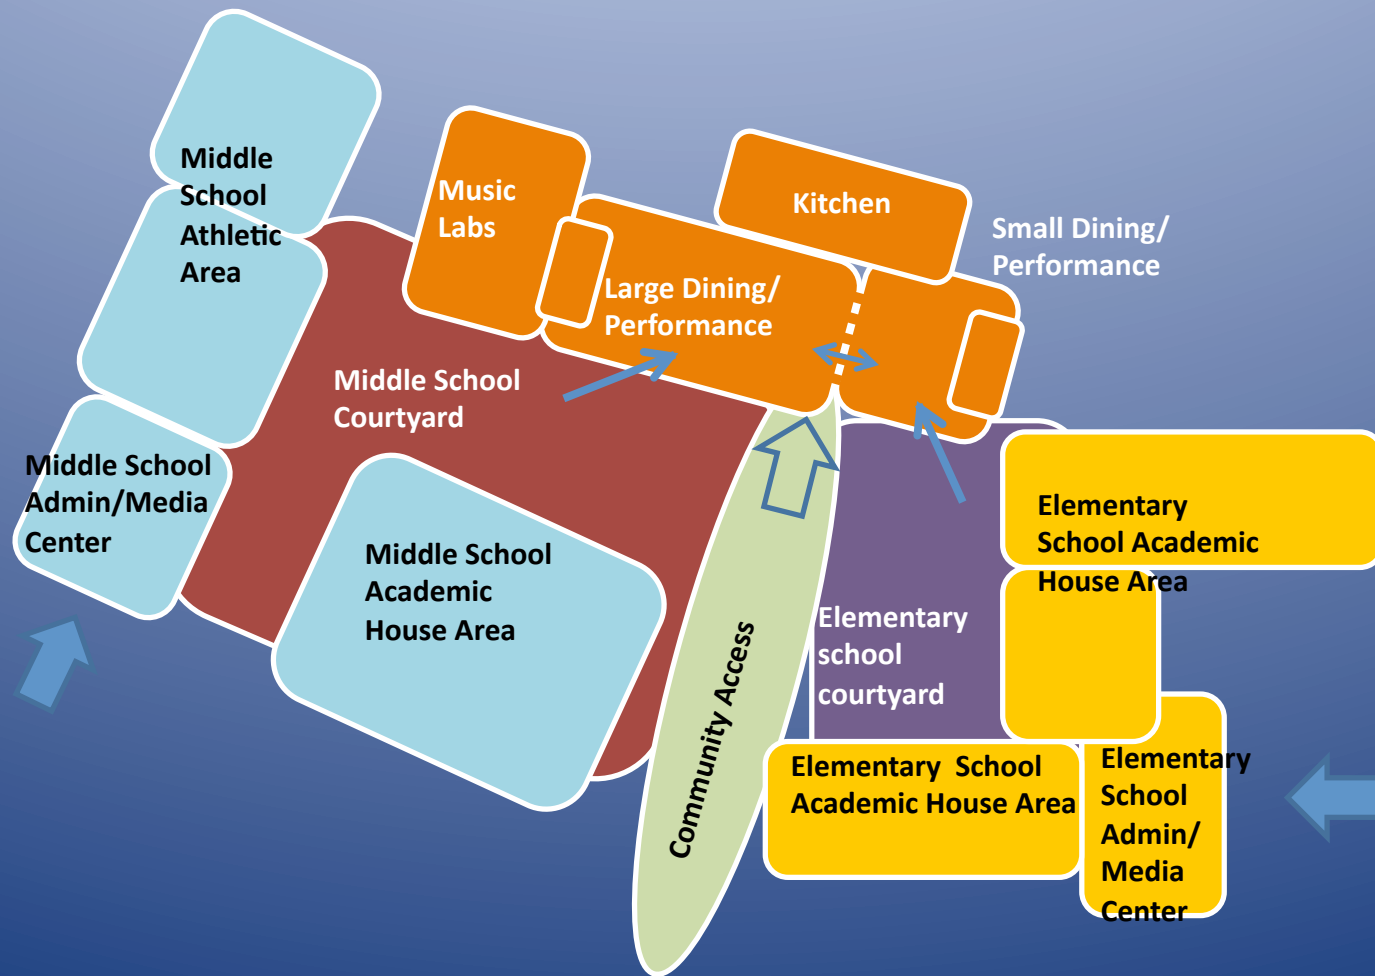 Middle
School
Athletic
Area
Music
Labs
Kitchen
Small Dining/
Performance
Large Dining/
Performance
Middle School
Courtyard
Middle School
Admin/Media
Center
Middle School
Academic
House Area
Elementary
School Academic
House Area
Elementary
school
courtyard
Community Access
Elementary  School
Academic House Area
Elementary
School
Admin/
Media
Center